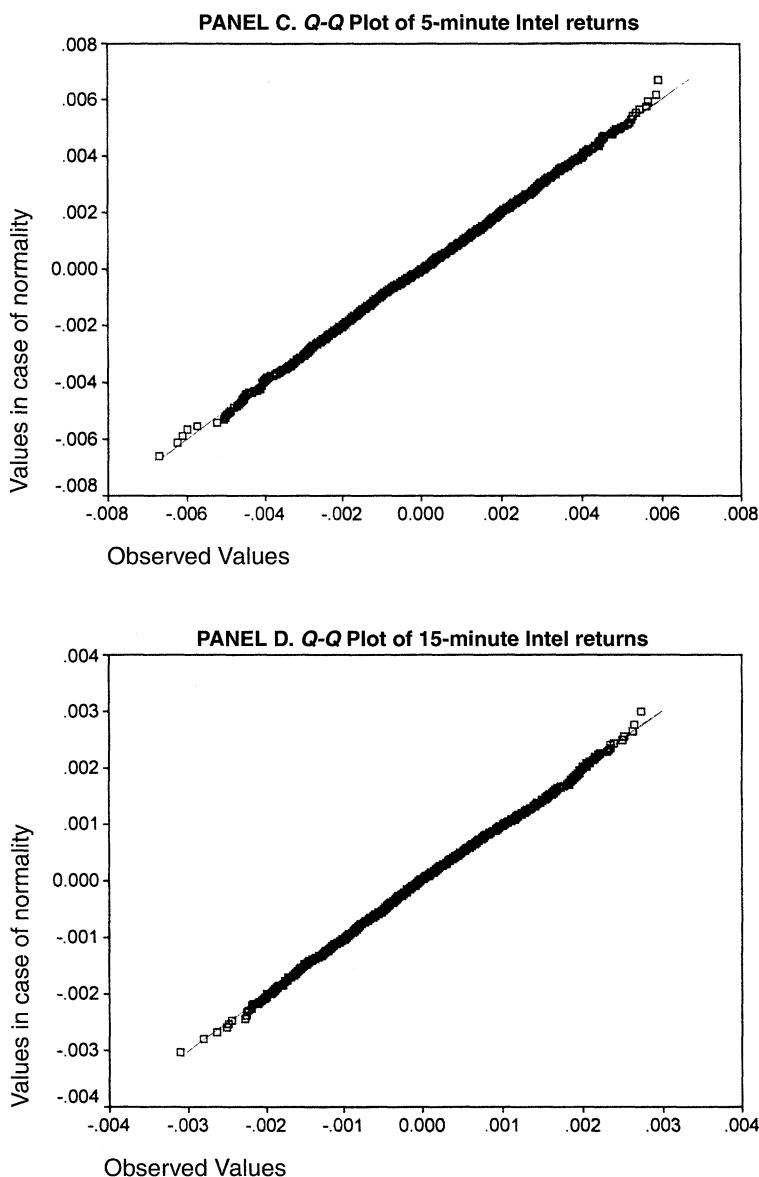 PANEL C. Q-Q Plot of 5-minute Intel returns
.008
.006
.004
.002
0.000
-.002
-.004
-.006
-.008
Values in case of normality
-.008 -.006 -.004 -.002 0.000 .002 .004 .006 .008
Observed Values
PANEL D. Q-Q Plot of 15-minute Intel returns
.004
.003
.002
.001
0.000
-.001
-.002
-.003
-.004
Values in case of normality
-.004 -.003 -.002 -.001 0.000 .001 .002 .003 .004
Observed Values